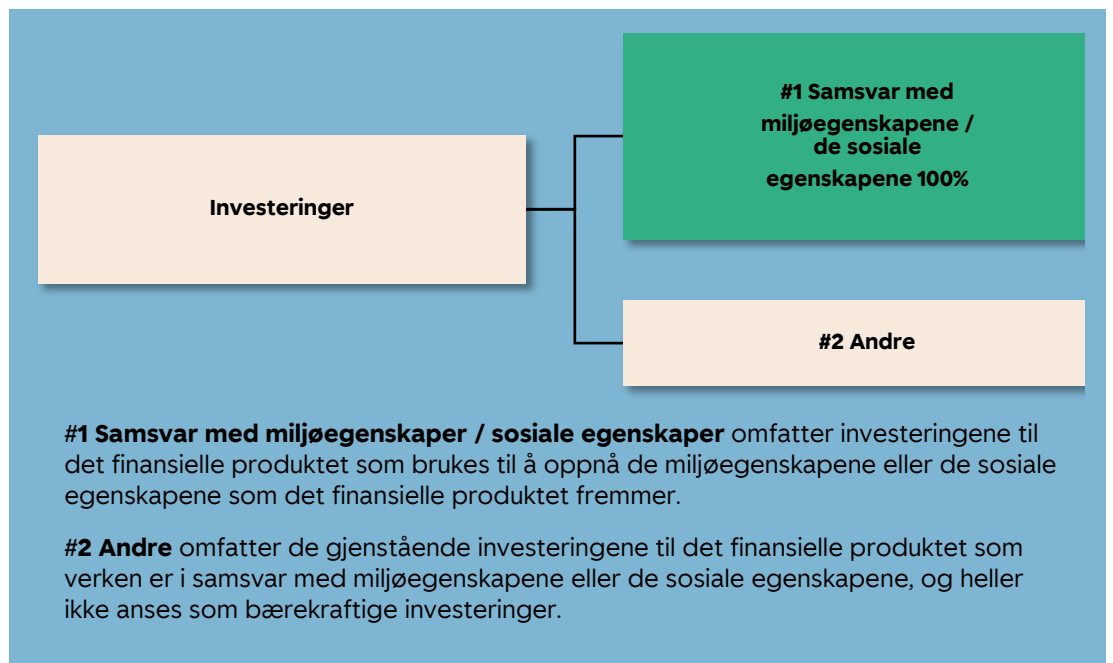 #1 Samsvar med
miljøegenskapene /
de sosiale
egenskapene 100%
Investeringer
#2 Andre
#1 Samsvar med miljøegenskaper / sosiale egenskaper omfatter investeringene til
det finansielle produktet som brukes til å oppnå de miljøegenskapene eller de sosiale
egenskapene som det finansielle produktet fremmer.
#2 Andre omfatter de gjenstående investeringene til det finansielle produktet som
verken er i samsvar med miljøegenskapene eller de sosiale egenskapene, og heller
ikke anses som bærekraftige investeringer.